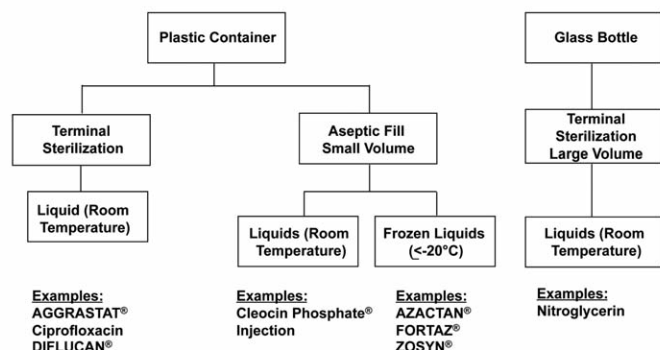 Plastic Container
Glass Bottle
Terminal
Sterilization
Aseptic Fill
Small Volume
Terminal
Sterilization
Large Volume
Liquid (Room
Temperature)
Liquids (Room
Temperature)
Frozen Liquids
(<-20°C)
Liquids (Room
Temperature)
Examples:
AGGRASTAT®
Ciprofloxacin
DIFLUCAN®
Examples:
Cleocin Phosphate®
Injection
Examples:
AZACTAN®
FORTAZ®
ZOSYN®
Examples:
Nitroglycerin